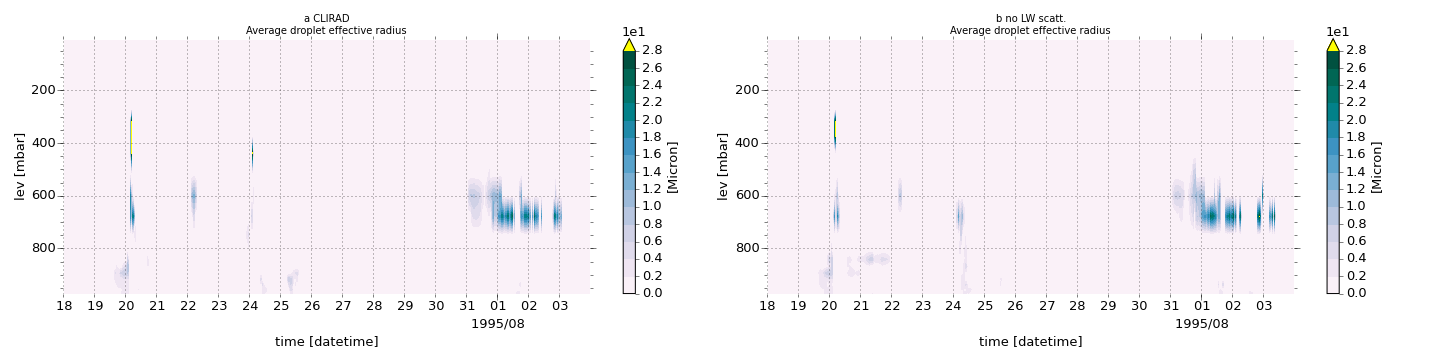 a CLIRAD
Average droplet effective radius
1e1
2.8
2.6
2.4
2.2
2.0
1.8
1.6
1.4
1.2
1.0
0.8
0.6
0.4
0.2
0.0
[Micron]
200
400
600
800
lev [mbar]
18 19 20 21 22 23 24 25 26 27 28 29 30 31 01 02 03
1995/08
time [datetime]
b no LW scatt.
Average droplet effective radius
1e1
2.8
2.6
2.4
2.2
2.0
1.8
1.6
1.4
1.2
1.0
0.8
0.6
0.4
0.2
0.0
[Micron]
200
400
600
800
lev [mbar]
18 19 20 21 22 23 24 25 26 27 28 29 30 31 01 02 03
1995/08
time [datetime]